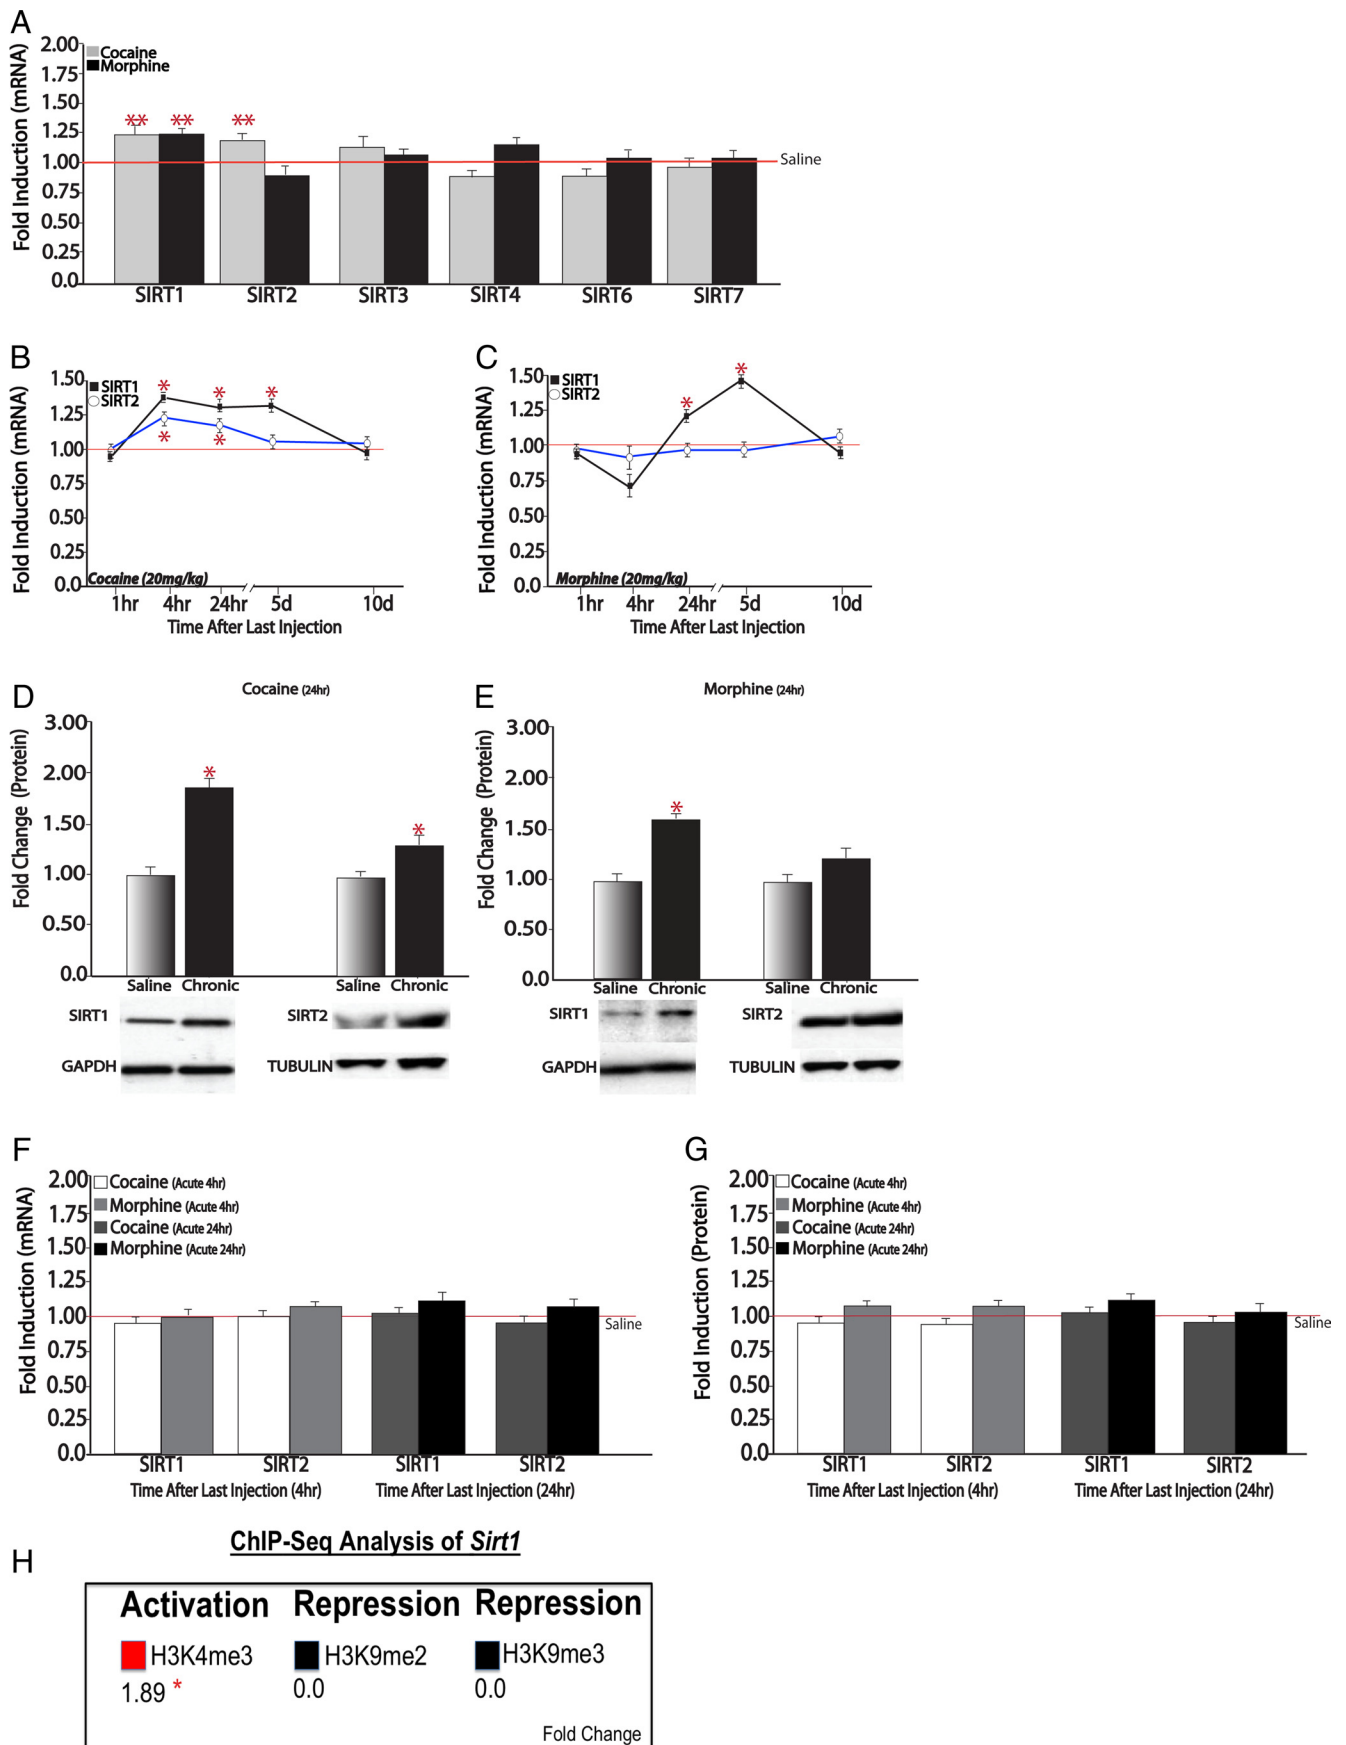 A
Fold Induction (mRNA)
2.00
1.75
1.50
1.25
1.00
0.75
0.50
0.25
0.0
Cocaine
Morphine
** ** **
Saline
SIRT1 SIRT2 SIRT3 SIRT4 SIRT6 SIRT7
B
Fold Induction (mRNA)
1.50
1.25
1.00
0.75
0.50
0.25
0.0
SIRT1
SIRT2
* * *
* *
Cocaine (20mg/kg)
1hr 4hr 24hr 5d 10d
Time After Last Injection
C
Fold Induction (mRNA)
1.50
1.25
1.00
0.75
0.50
0.25
0.0
SIRT1
SIRT2
* *
Morphine (20mg/kg)
1hr 4hr 24hr 5d 10d
Time After Last Injection
D
Cocaine (24hr)
Fold Change (Protein)
3.00
2.00
1.50
1.00
0.50
0.0
* *
Saline Chronic Saline Chronic
SIRT1 SIRT2
GAPDH TUBULIN
E
Morphine (24hr)
Fold Change (Protein)
3.00
2.00
1.50
1.00
0.50
0.0
*
Saline Chronic Saline Chronic
SIRT1 SIRT2
GAPDH TUBULIN
F
Fold Induction (mRNA)
2.00
1.75
1.50
1.25
1.00
0.75
0.50
0.25
0.0
Cocaine (Acute 4hr)
Morphine (Acute 4hr)
Cocaine (Acute 24hr)
Morphine (Acute 24hr)
Saline
SIRT1 SIRT2 SIRT1 SIRT2
Time After Last Injection (4hr) Time After Last Injection (24hr)
G
Fold Induction (Protein)
2.00
1.75
1.50
1.25
1.00
0.75
0.50
0.25
0.0
Cocaine (Acute 4hr)
Morphine (Acute 4hr)
Cocaine (Acute 24hr)
Morphine (Acute 24hr)
Saline
SIRT1 SIRT2 SIRT1 SIRT2
Time After Last Injection (4hr) Time After Last Injection (24hr)
H
ChIP-Seq Analysis of Sirt1
Activation Repression Repression
H3K4me3 H3K9me2 H3K9me3
1.89 * 0.0 0.0
Fold Change